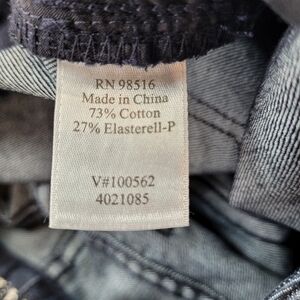 RN 98516
Made in China
73% Cotton
27% Elasterell-P
V#100562
4021085